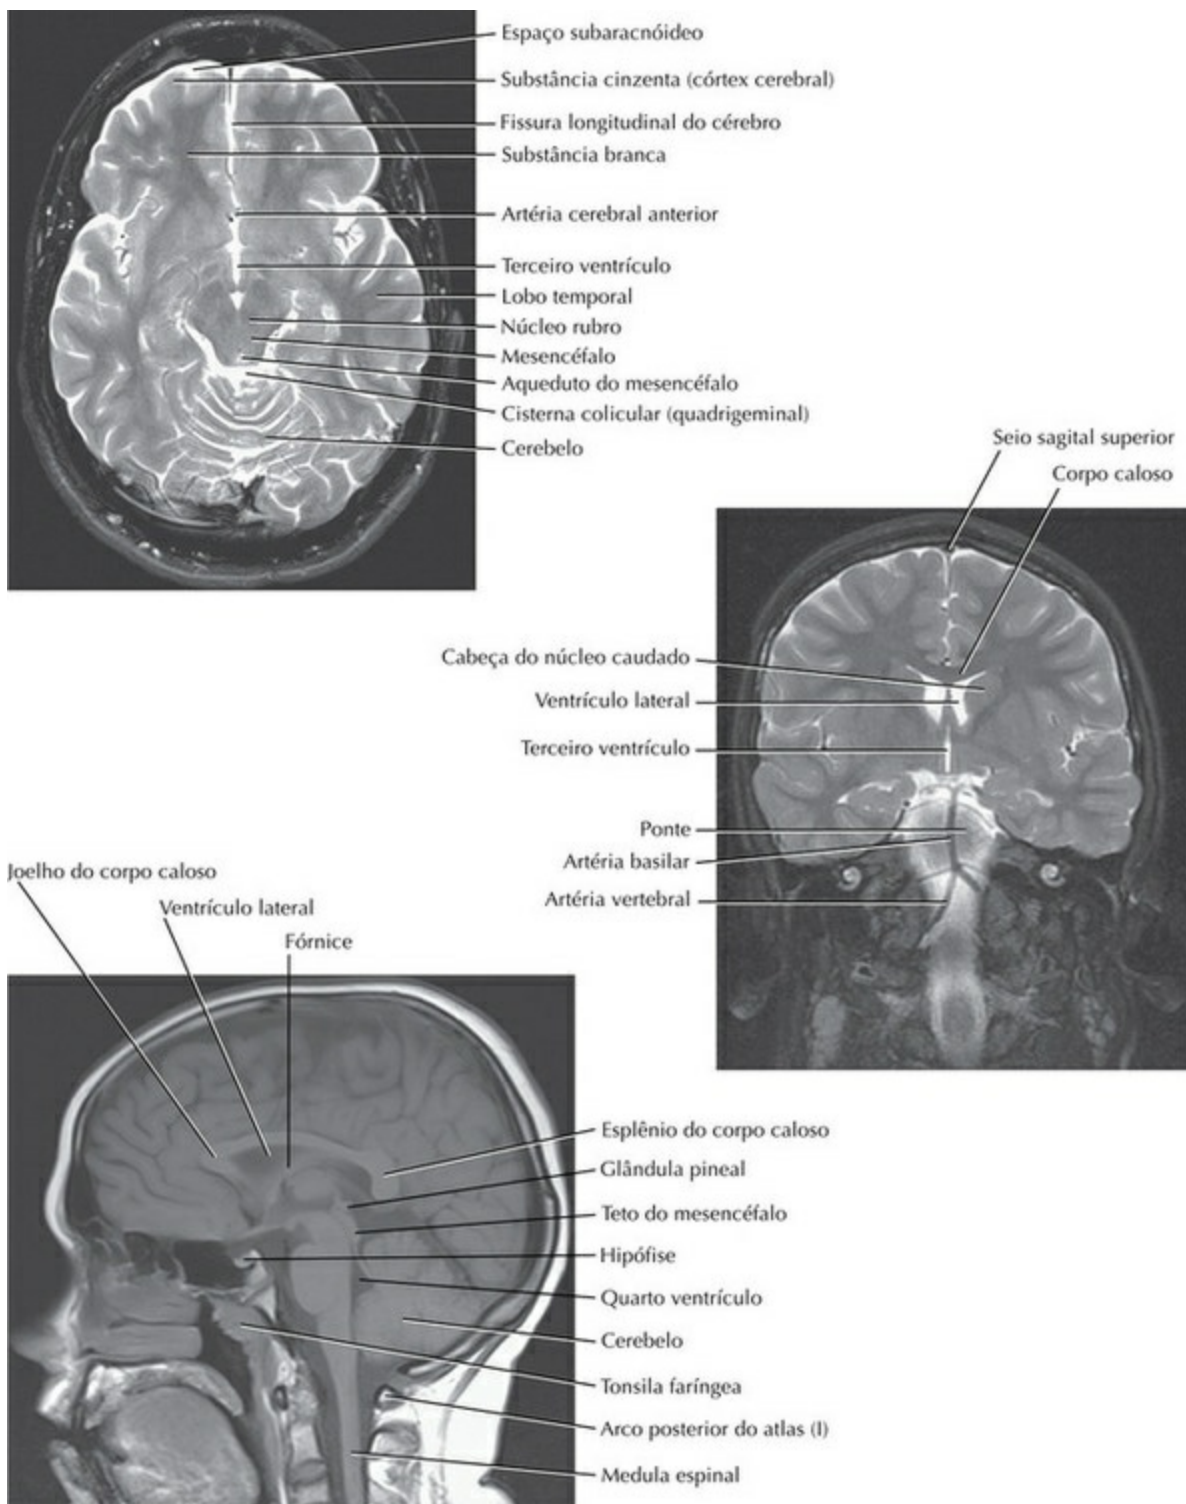 Espaço subaracnóideo
Substância cinzenta (córtex cerebral)
Fissura longitudinal do cérebro
Substância branca
Artéria cerebral anterior
Terceiro ventrículo
Lobo temporal
Núcleo rubro
Mesencéfalo
Aqueduto do mesencéfalo
Cisterna colicular (quadrigeminal)
Cerebelo
Seio sagital superior
Corpo caloso
Cabeça do núcleo caudado
Ventrículo lateral
Terceiro ventrículo
Ponte
Artéria basilar
Artéria vertebral
Joelho do corpo caloso
Ventrículo lateral
Fórnice
Esplênio do corpo caloso
Glândula pineal
Teto do mesencéfalo
Hipófise
Quarto ventrículo
Cerebelo
Tonsila faríngea
Arco posterior do atlas (I)
Medula espinal